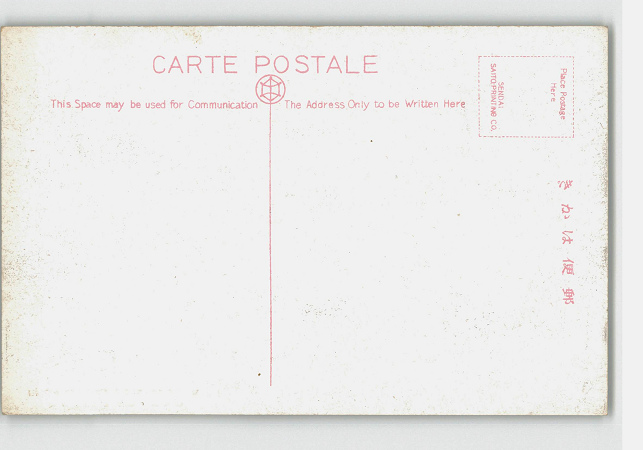 CARTE POSTALE
This Space may be used for Communication
The Address Only to be Written Here
Place Postage
Here
SENDAI
SAITO PRINTING CO.
きかは便郵